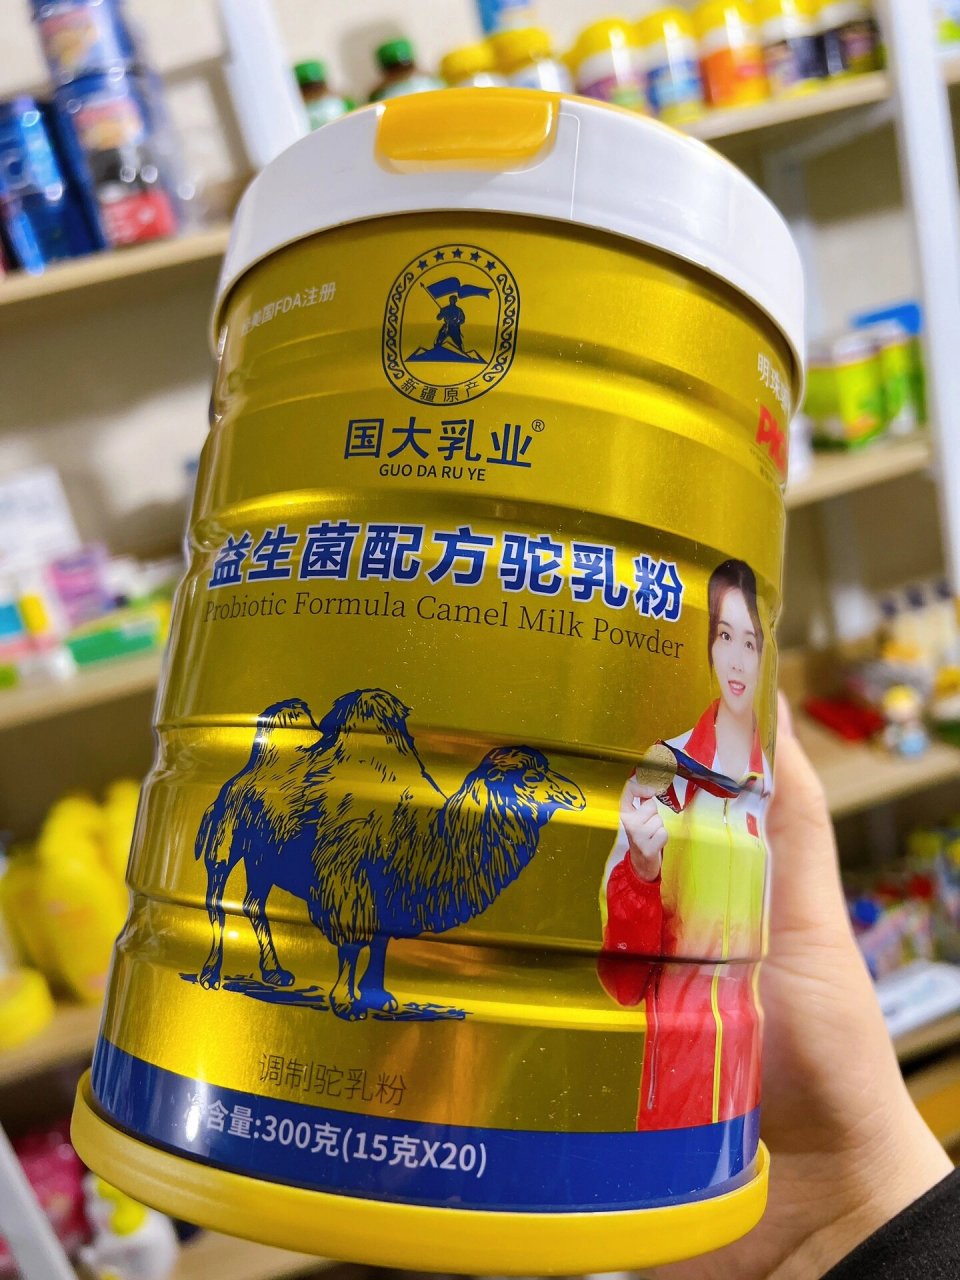 美国FDA注册
新疆原产
国大乳业®
GUO DA RU YE
益生菌配方驼乳粉
Probiotic Formula Camel Milk Powder
明珠
调制驼乳粉
含量:300克(15克X20)